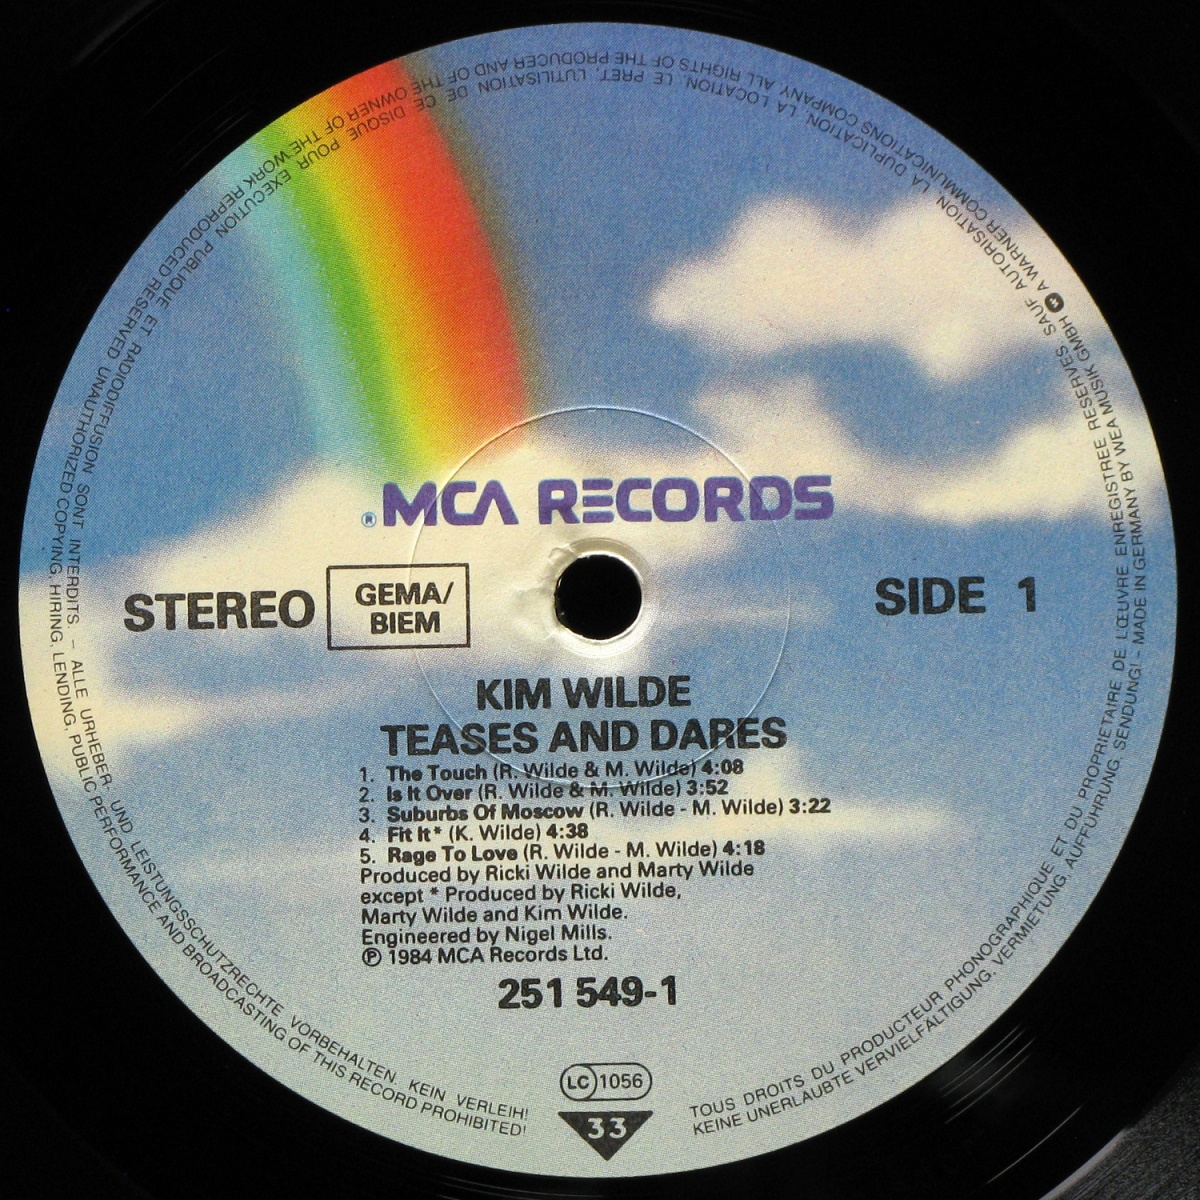 ® MCA RECORDS
STEREO
GEMA/
BIEM
SIDE 1
KIM WILDE
TEASES AND DARES
1. The Touch (R. Wilde & M. Wilde) 4:08
2. Is It Over (R. Wilde & M. Wilde) 3:52
3. Suburbs Of Moscow (R. Wilde - M. Wilde) 3:22
4. Fit It* (K. Wilde) 4:38
5. Rage To Love (R. Wilde - M. Wilde) 4:18
Produced by Ricki Wilde and Marty Wilde
except * Produced by Ricki Wilde,
Marty Wilde and Kim Wilde.
Engineered by Nigel Mills.
℗ 1984 MCA Records Ltd.
251 549-1
LC 1056
33
TOUS DROITS DU PRODUCTEUR PHONOGRAPHIQUE ET DU PROPRIETAIRE DE L'ŒUVRE ENREGISTREE RESERVES. SAUF AUTORISATION, LA DUPLICATION, LA LOCATION, LE PRET, L'UTILISATION DE CE DISQUE POUR EXECUTION PUBLIQUE ET RADIODIFFUSION SONT INTERDITS. – ALLE URHEBER- UND LEISTUNGSSCHUTZRECHTE VORBEHALTEN. KEIN VERLEIH!
KEINE UNERLAUBTE VERVIELFÄLTIGUNG, VERMIETUNG, AUFFÜHRUNG, SENDUNG! - MADE IN GERMANY BY WEA MUSIK GMBH A WARNER COMMUNICATIONS COMPANY. ALL RIGHTS OF THE PRODUCER AND OF THE OWNER OF THE WORK REPRODUCED RESERVED. UNAUTHORIZED COPYING, HIRING, LENDING, PUBLIC PERFORMANCE AND BROADCASTING OF THIS RECORD PROHIBITED!